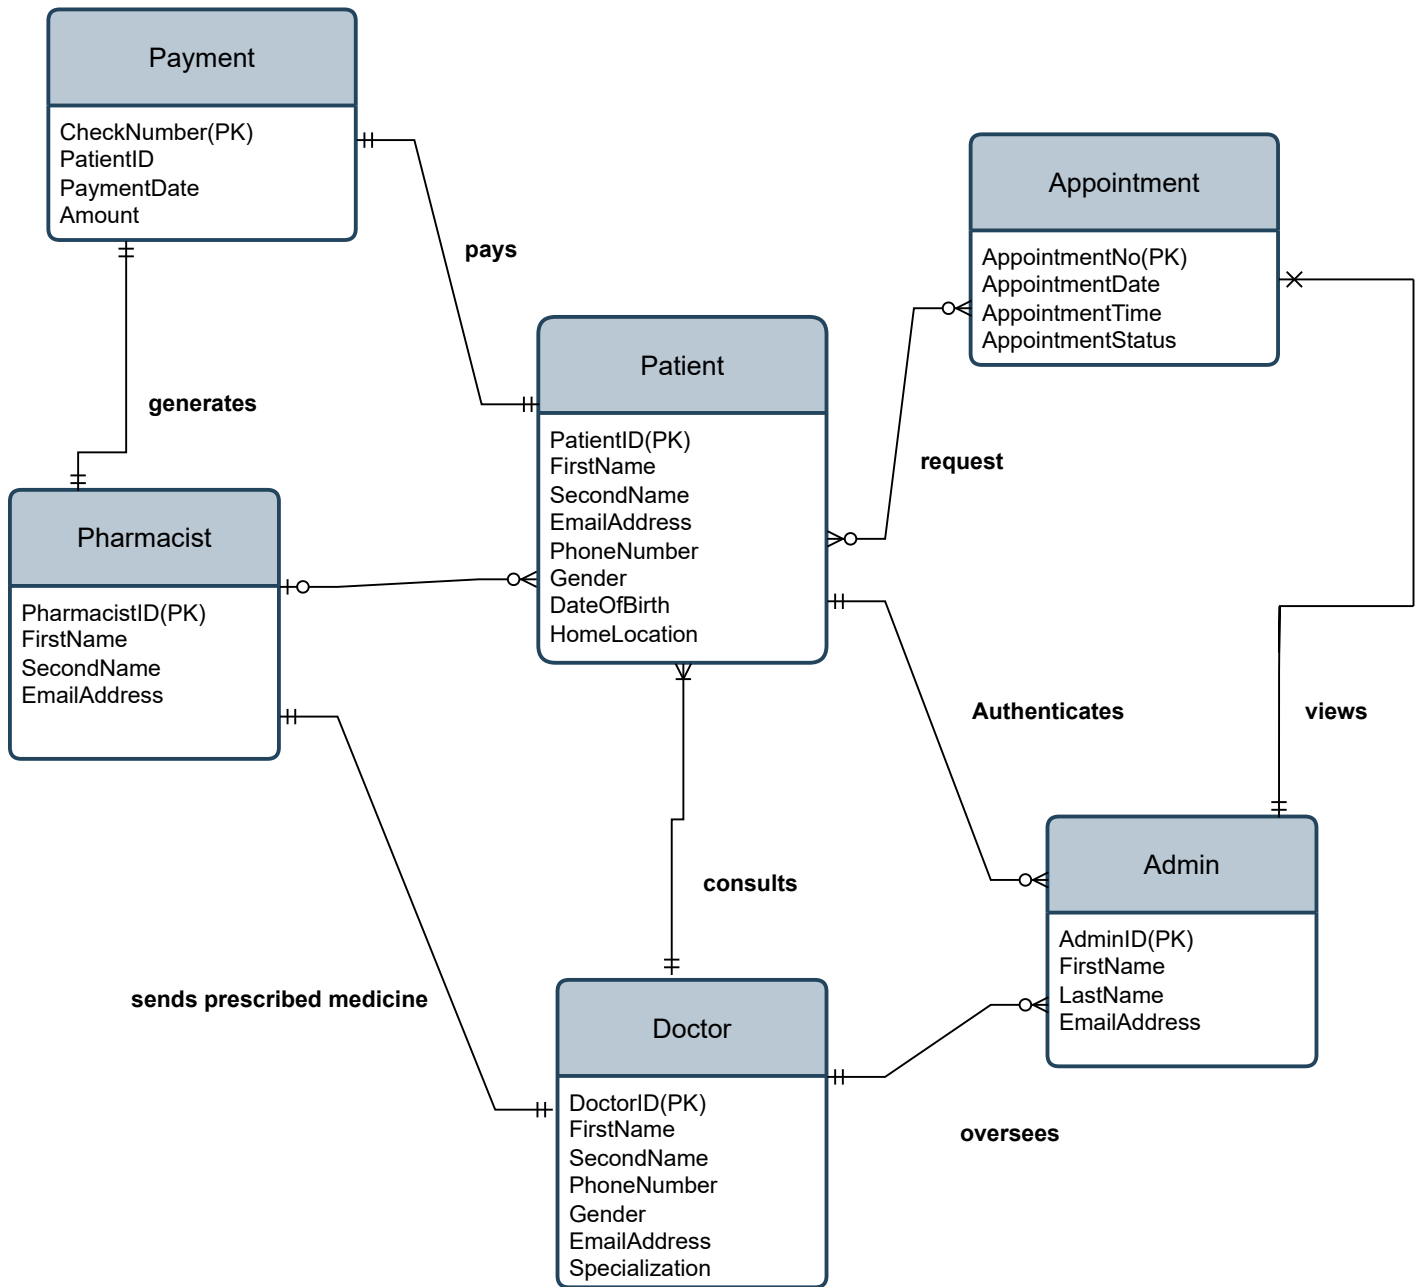 Payment
CheckNumber(PK)
PatientID
PaymentDate
Amount
pays
Appointment
AppointmentNo(PK)
AppointmentDate
AppointmentTime
AppointmentStatus
generates
Patient
PatientID(PK)
FirstName
SecondName
EmailAddress
PhoneNumber
Gender
DateOfBirth
HomeLocation
request
Pharmacist
PharmacistID(PK)
FirstName
SecondName
EmailAddress
Authenticates
views
consults
Admin
AdminID(PK)
FirstName
LastName
EmailAddress
sends prescribed medicine
Doctor
DoctorID(PK)
FirstName
SecondName
PhoneNumber
Gender
EmailAddress
Specialization
oversees